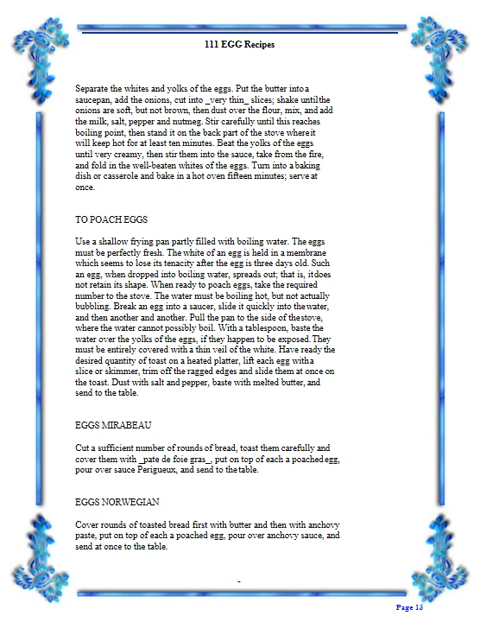 111 EGG Recipes
Separate the whites and yolks of the eggs. Put the butter into a
saucepan, add the onions, cut into _very thin_ slices; shake until the
onions are soft, but not brown, then dust over the flour, mix, and add
the milk, salt, pepper and nutmeg. Stir carefully until this reaches
boiling point, then stand it on the back part of the stove where it
will keep hot for at least ten minutes. Beat the yolks of the eggs
until very creamy, then stir them into the sauce, take from the fire,
and fold in the well-beaten whites of the eggs. Turn into a baking
dish or casserole and bake in a hot oven fifteen minutes; serve at
once.
TO POACH EGGS
Use a shallow frying pan partly filled with boiling water. The eggs
must be perfectly fresh. The white of an egg is held in a membrane
which seems to lose its tenacity after the egg is three days old. Such
an egg, when dropped into boiling water, spreads out; that is, it does
not retain its shape. When ready to poach eggs, take the required
number to the stove. The water must be boiling hot, but not actually
bubbling. Break an egg into a saucer, slide it quickly into the water,
and then another and another. Pull the pan to the side of the stove,
where the water cannot possibly boil. With a tablespoon, baste the
water over the yolks of the eggs, if they happen to be exposed. They
must be entirely covered with a thin veil of the white. Have ready the
desired quantity of toast on a heated platter, lift each egg with a
slice or skimmer, trim off the ragged edges and slide them at once on
the toast. Dust with salt and pepper, baste with melted butter, and
send to the table.
EGGS MIRABEAU
Cut a sufficient number of rounds of bread, toast them carefully and
cover them with _pate de foie gras_, put on top of each a poached egg,
pour over sauce Perigueux, and send to the table.
EGGS NORWEGIAN
Cover rounds of toasted bread first with butter and then with anchovy
paste, put on top of each a poached egg, pour over anchovy sauce, and
send at once to the table.
-
Page 15